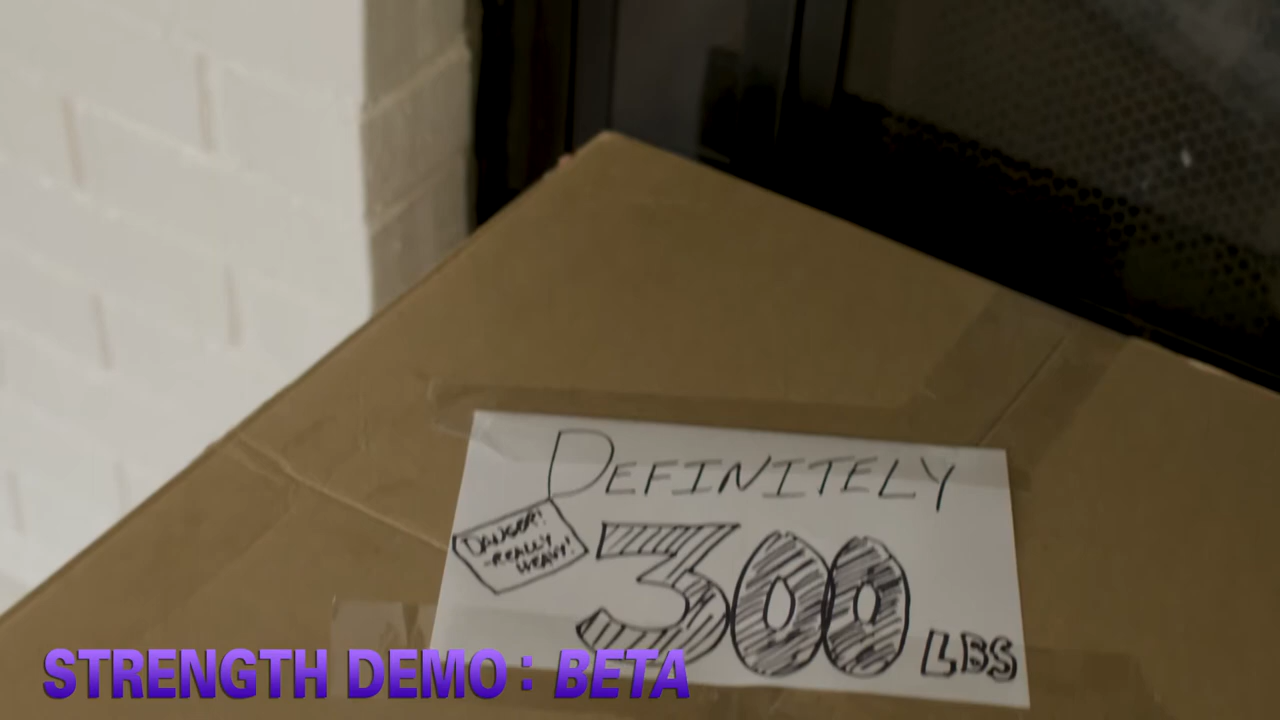 DEFINITELY
DANGER!
-REALLY
HEAVY!
300
LBS
STRENGTH DEMO: BETA